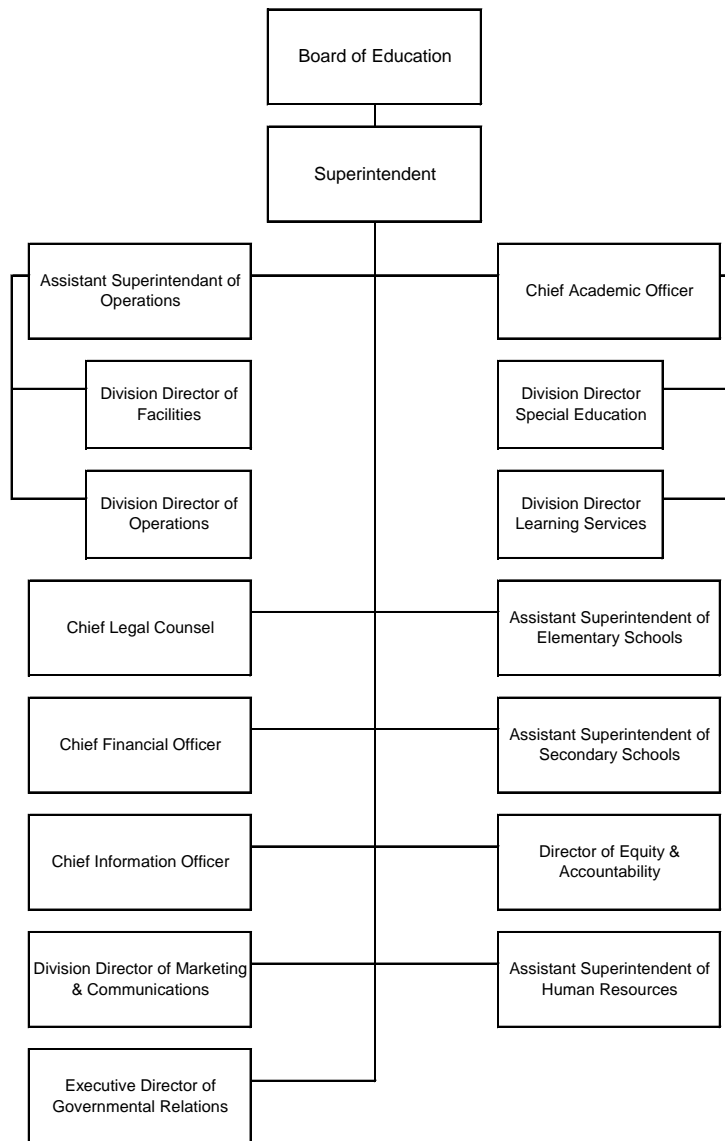 Board of Education
Superintendent
Assistant Superintendant of
Operations
Chief Academic Officer
Division Director of
Facilities
Division Director
Special Education
Division Director of
Operations
Division Director
Learning Services
Chief Legal Counsel
Assistant Superintendent of
Elementary Schools
Chief Financial Officer
Assistant Superintendent of
Secondary Schools
Chief Information Officer
Director of Equity &
Accountability
Division Director of Marketing
& Communications
Assistant Superintendent of
Human Resources
Executive Director of
Governmental Relations